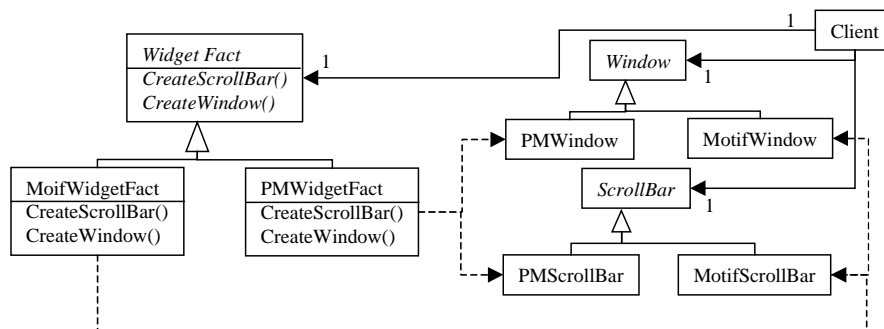 1
Client
Widget Fact
CreateScrollBar()
CreateWindow()
1
Window
1
PMWindow
MotifWindow
MoifWidgetFact
CreateScrollBar()
CreateWindow()
PMWidgetFact
CreateScrollBar()
CreateWindow()
ScrollBar
1
PMScrollBar
MotifScrollBar